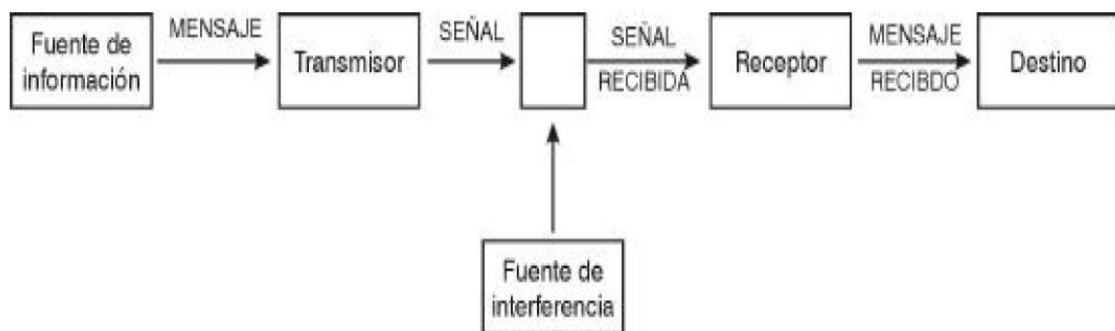 Fuente de
información
MENSAJE
Transmisor
SEÑAL
SEÑAL
RECIBIDA
Receptor
MENSAJE
RECIBDO
Destino
Fuente de
interferencia